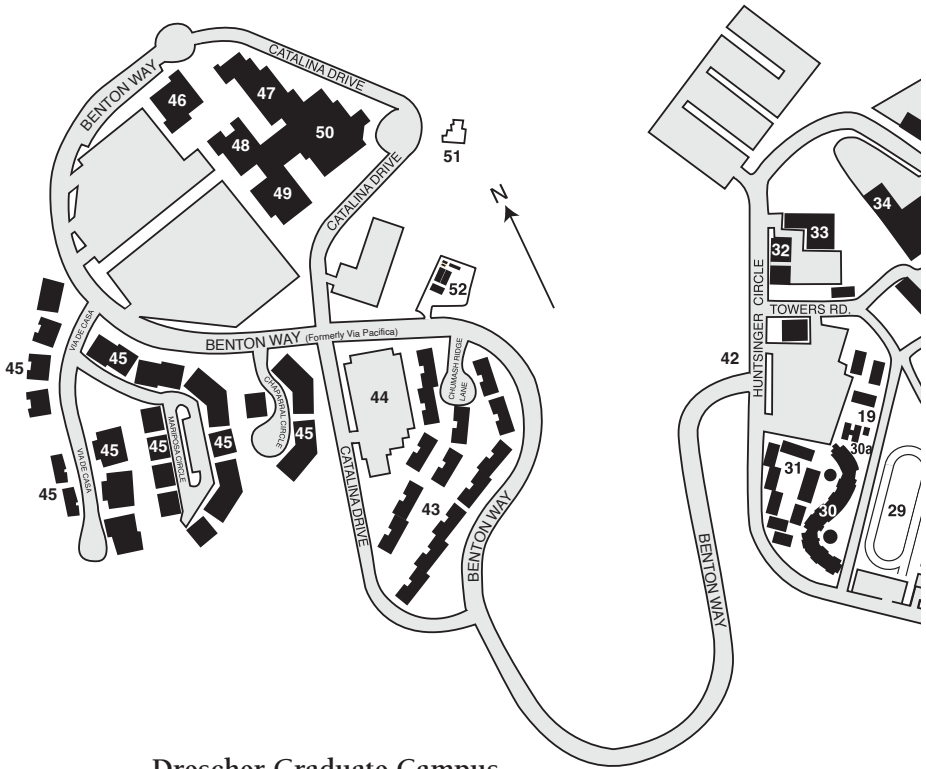 CATALINA DRIVE
BENTON WAY
46
47
50
48
51
49
CATALINA DRIVE
N
34
33
32
52
HUNTSINGER CIRCLE
TOWERS RD.
BENTON WAY (Formerly Via Pacifica)
VIA DE CASA
45
45
CHUMASH RIDGE
LANE
42
44
CHAPARRAL CIRCLE
MARIPOSA CIRCLE
19
45
45
45
45
30a
VIA DE CASA
45
CATALINA DRIVE
43
31
30
29
BENTON WAY
BENTON WAY
Drescher Graduate Campus